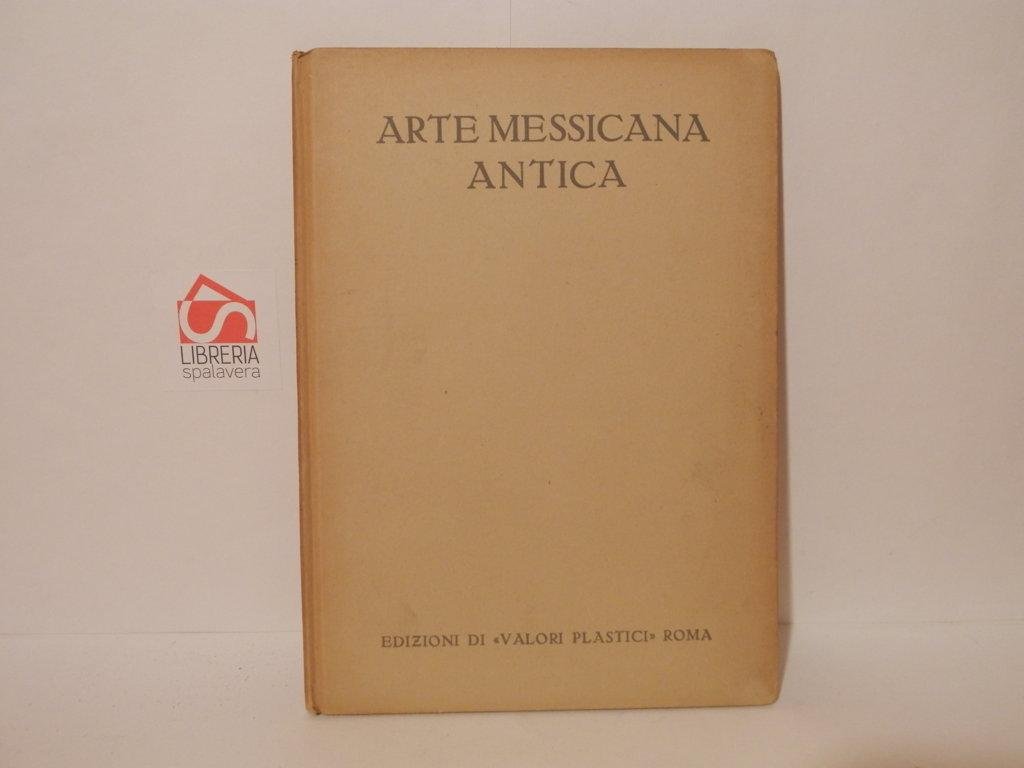 ARTE MESSICANA
ANTICA
LIBRERIA
spalavera
EDIZIONI DI «VALORI PLASTICI» ROMA